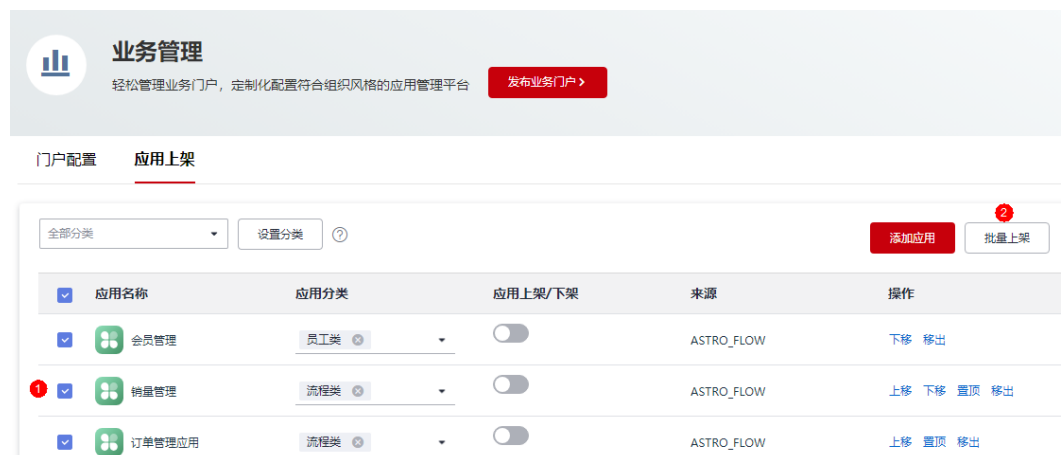 业务管理
轻松管理业务门户，定制化配置符合组织风格的应用管理平台 发布业务门户 >
门户配置 应用上架
2
全部分类 设置分类 ? 添加应用 批量上架
应用名称 应用分类 应用上架/下架 来源 操作
会员管理 员工类 ASTRO_FLOW 下移 移出
1 销量管理 流程类 ASTRO_FLOW 上移 下移 置顶 移出
订单管理应用 流程类 ASTRO_FLOW 上移 置顶 移出